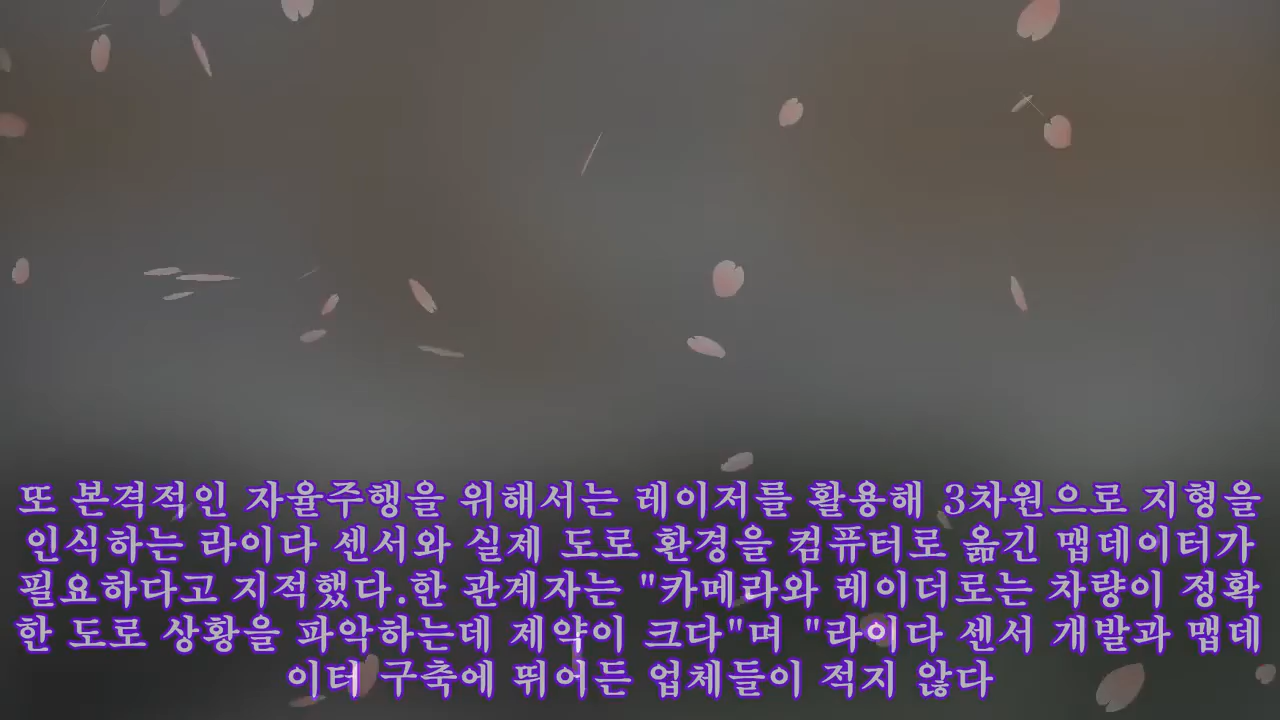 또 본격적인 자율주행을 위해서는 레이저를 활용해 3차원으로 지형을
인식하는 라이다 센서와 실제 도로 환경을 컴퓨터로 옮긴 맵데이터가
필요하다고 지적했다.한 관계자는 "카메라와 레이더로는 차량이 정확
한 도로 상황을 파악하는데 제약이 크다"며 "라이다 센서 개발과 맵데
이터 구축에 뛰어든 업체들이 적지 않다